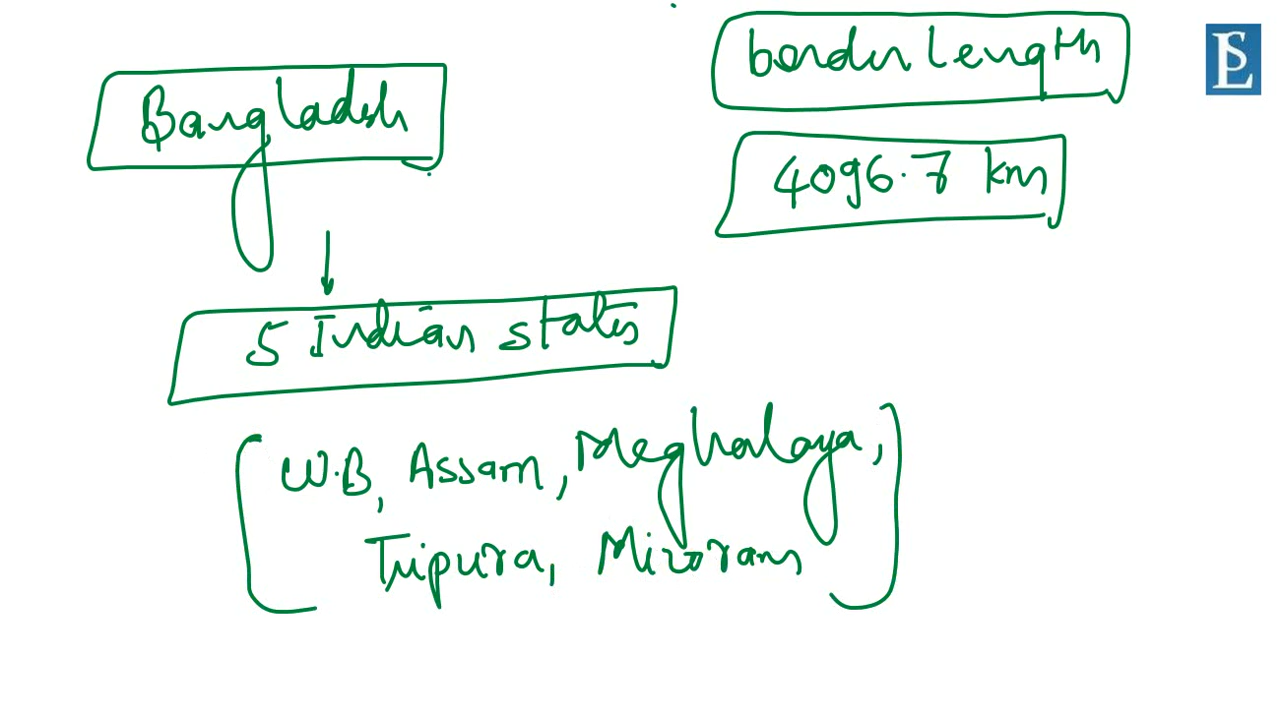 Bangladesh
border length
4096.7 km
5 Indian states
W.B, Assam, Meghalaya,
Tripura, Mizoram